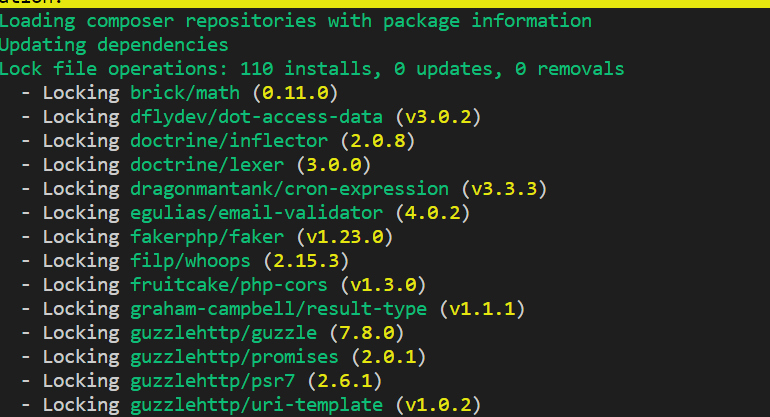 Loading composer repositories with package information
Updating dependencies
Lock file operations: 110 installs, 0 updates, 0 removals
- Locking brick/math (0.11.0)
- Locking dflydev/dot-access-data (v3.0.2)
- Locking doctrine/inflector (2.0.8)
- Locking doctrine/lexer (3.0.0)
- Locking dragonmantank/cron-expression (v3.3.3)
- Locking egulias/email-validator (4.0.2)
- Locking fakerphp/faker (v1.23.0)
- Locking filp/whoops (2.15.3)
- Locking fruitcake/php-cors (v1.3.0)
- Locking graham-campbell/result-type (v1.1.1)
- Locking guzzlehttp/guzzle (7.8.0)
- Locking guzzlehttp/promises (2.0.1)
- Locking guzzlehttp/psr7 (2.6.1)
- Locking guzzlehttp/uri-template (v1.0.2)